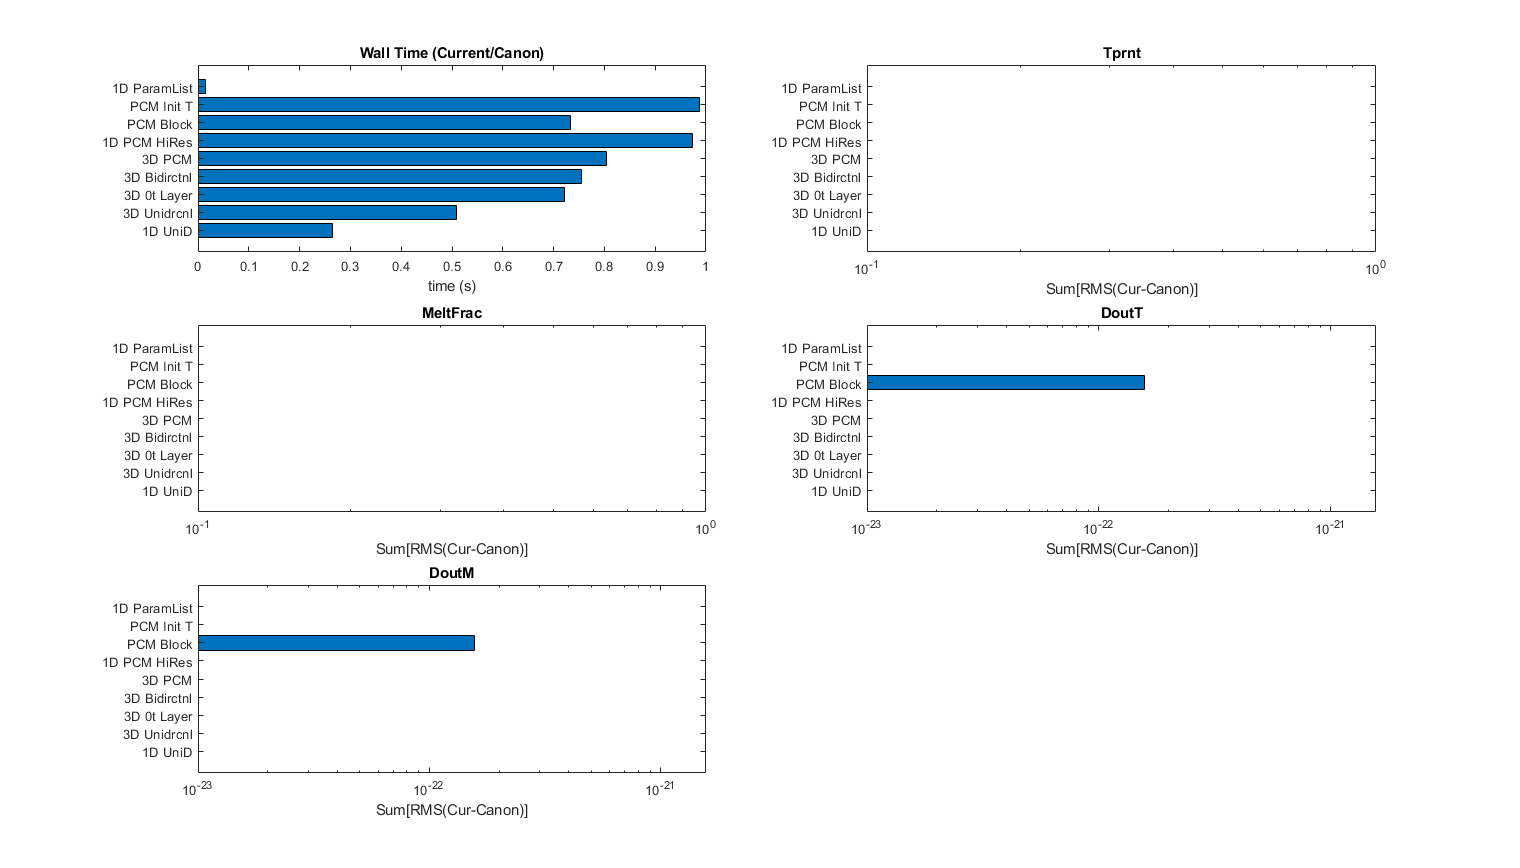 Wall Time (Current/Canon)
1D ParamList
PCM Init T
PCM Block
1D PCM HiRes
3D PCM
3D Bidirctnl
3D 0t Layer
3D Unidrcnl
1D UniD
0 0.1 0.2 0.3 0.4 0.5 0.6 0.7 0.8 0.9 1
time (s)
Tprnt
1D ParamList
PCM Init T
PCM Block
1D PCM HiRes
3D PCM
3D Bidirctnl
3D 0t Layer
3D Unidrcnl
1D UniD
10^-1 10^0
Sum[RMS(Cur-Canon)]
MeltFrac
1D ParamList
PCM Init T
PCM Block
1D PCM HiRes
3D PCM
3D Bidirctnl
3D 0t Layer
3D Unidrcnl
1D UniD
10^-1 10^0
Sum[RMS(Cur-Canon)]
DoutT
1D ParamList
PCM Init T
PCM Block
1D PCM HiRes
3D PCM
3D Bidirctnl
3D 0t Layer
3D Unidrcnl
1D UniD
10^-23 10^-22 10^-21
Sum[RMS(Cur-Canon)]
DoutM
1D ParamList
PCM Init T
PCM Block
1D PCM HiRes
3D PCM
3D Bidirctnl
3D 0t Layer
3D Unidrcnl
1D UniD
10^-23 10^-22 10^-21
Sum[RMS(Cur-Canon)]